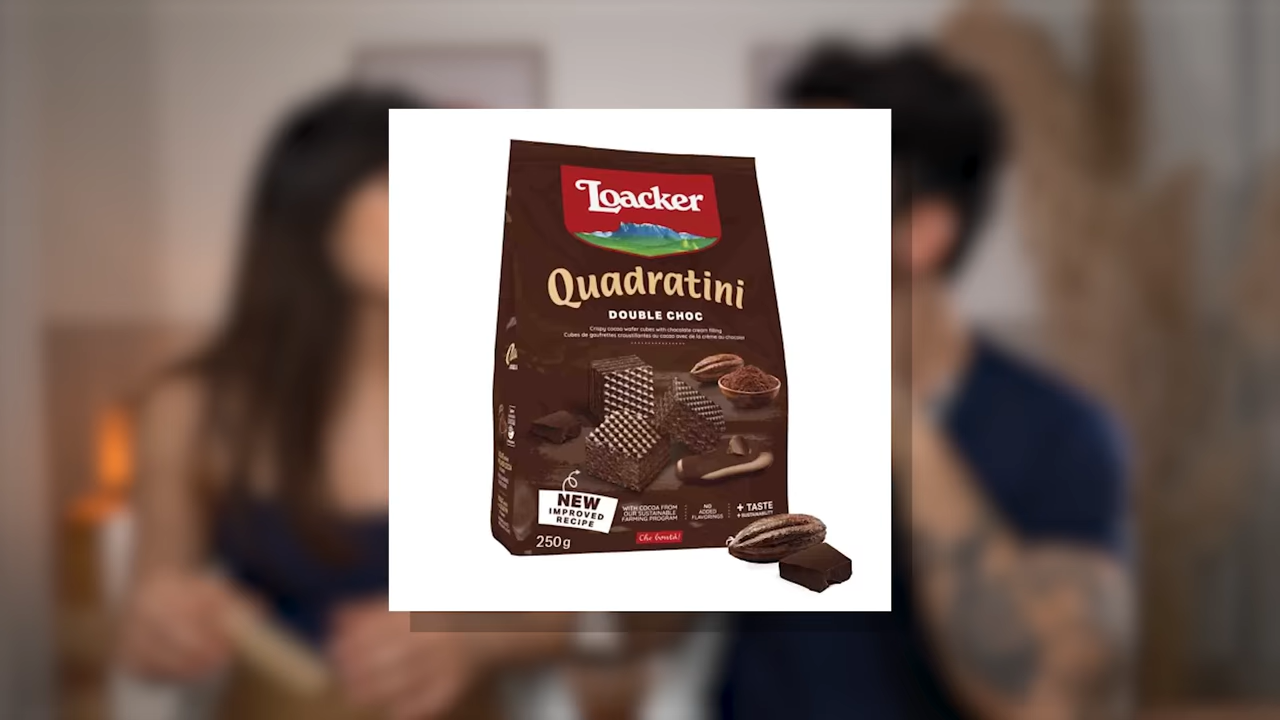 Loacker
Quadratini
DOUBLE CHOC
Crispy cocoa wafer cubes with chocolate cream filling
Cubes de gaufrettes croustillantes au cacao avec de la crème au chocolat
NEW
IMPROVED
RECIPE
WITH COCOA FROM
OUR SUSTAINABLE
FARMING PROGRAM
NO
ADDED
FLAVORINGS
+ TASTE
+ SUSTAINABILITY
250g
Che bontà!